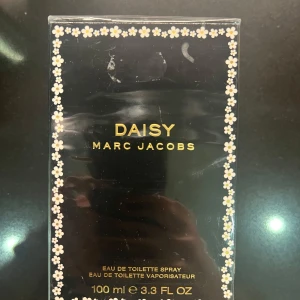 DAISY
MARC JACOBS
EAU DE TOILETTE SPRAY
EAU DE TOILETTE VAPORISATEUR
100 ml e 3.3 FL OZ